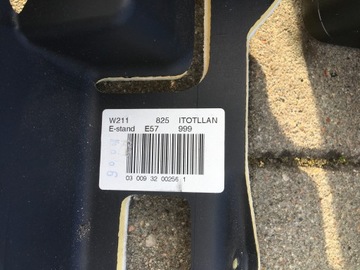 W211 825 ITOTLLAN
E-stand E57 999
03 009 32 00256 1